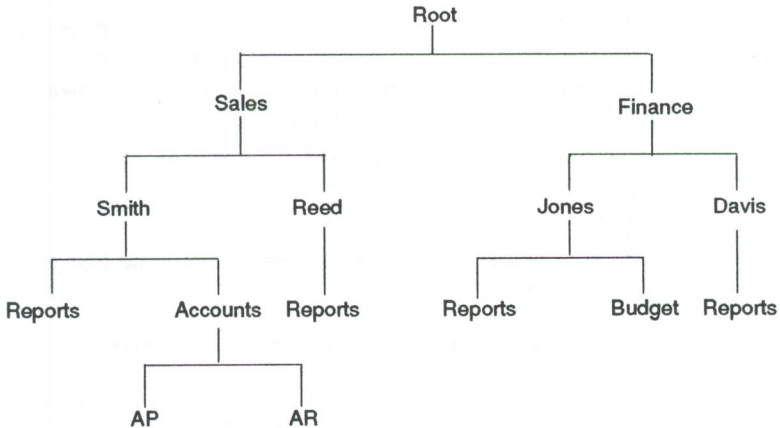 Root
Sales Finance
Smith Reed Jones Davis
Reports Accounts Reports Reports Budget Reports
AP AR